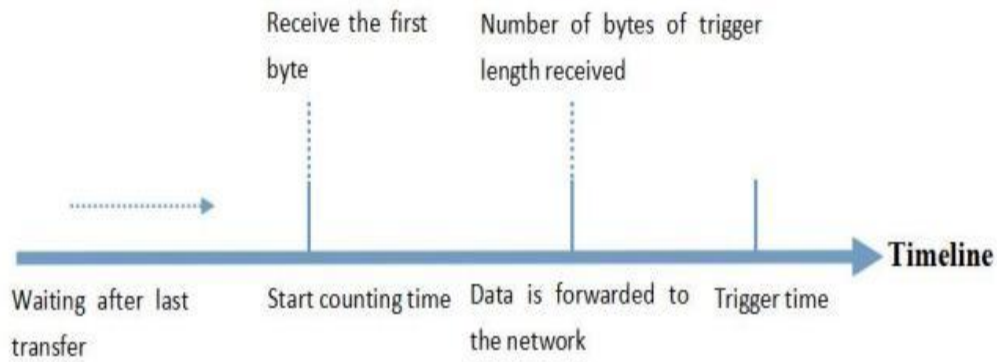 Receive the first
byte
Number of bytes of trigger
length received
Timeline
Waiting after last
transfer
Start counting time
Data is forwarded to
the network
Trigger time